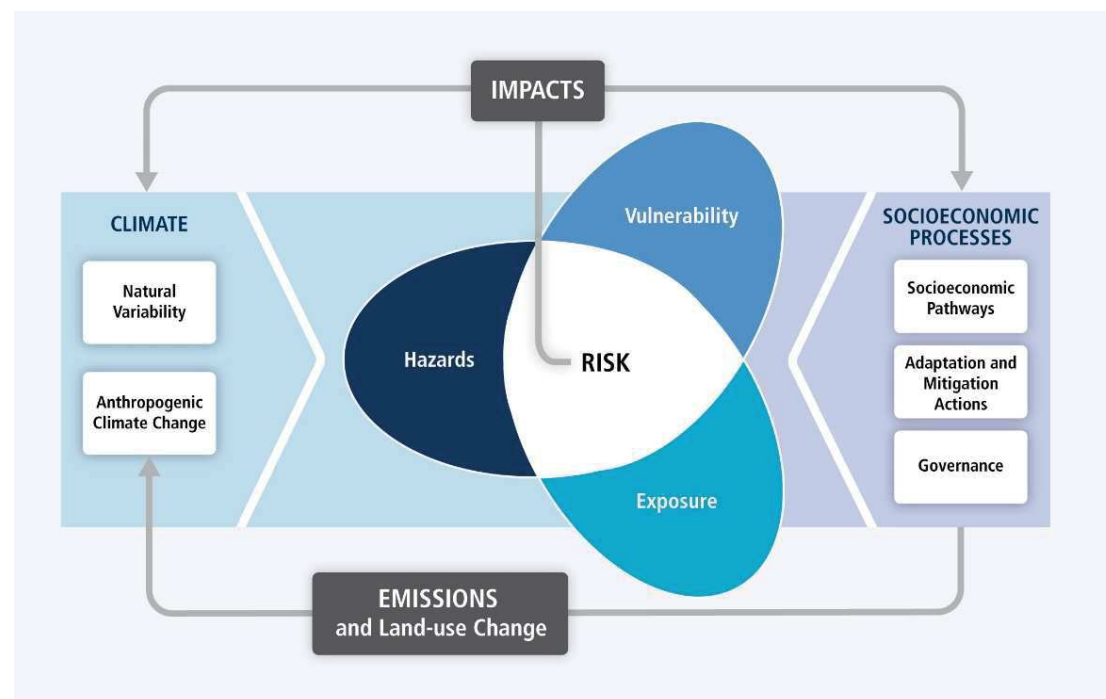 IMPACTS
CLIMATE
Natural
Variability
Anthropogenic
Climate Change
Vulnerability
Hazards
RISK
Exposure
SOCIOECONOMIC
PROCESSES
Socioeconomic
Pathways
Adaptation and
Mitigation
Actions
Governance
EMISSIONS
and Land-use Change